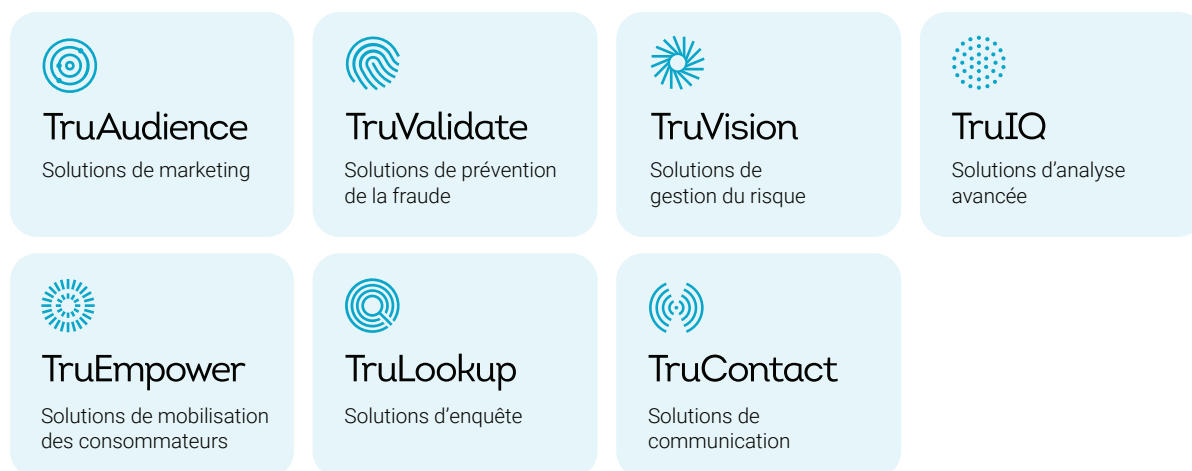 TruAudience
Solutions de marketing
TruValidate
Solutions de prévention
de la fraude
TruVision
Solutions de
gestion du risque
TruIQ
Solutions d’analyse
avancée
TruEmpower
Solutions de mobilisation
des consommateurs
TruLookup
Solutions d’enquête
TruContact
Solutions de
communication